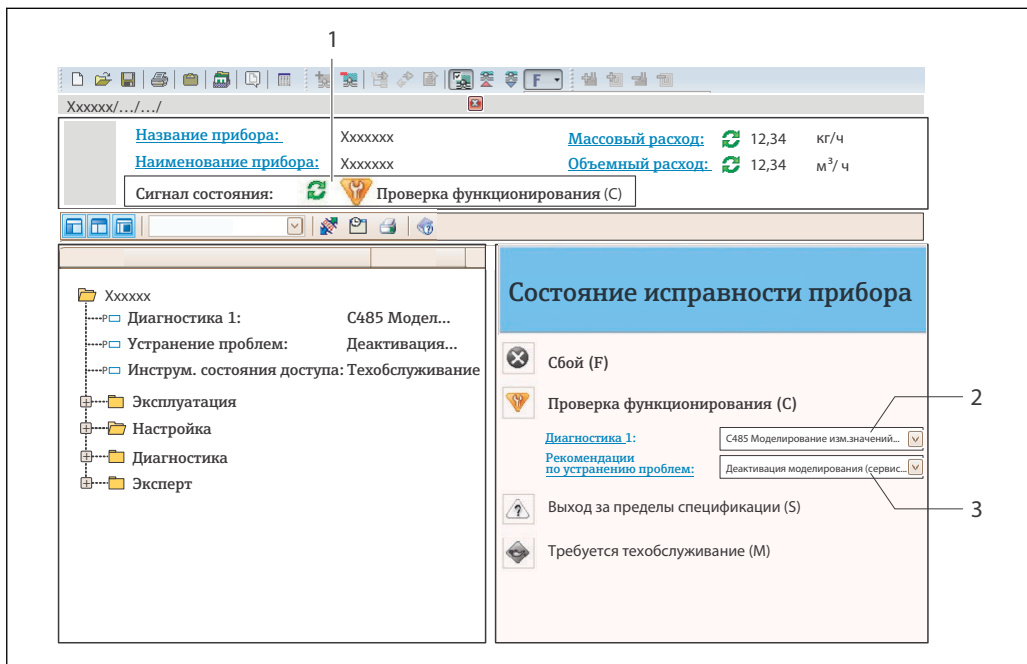 1
F
Xxxxxx/.../.../
Название прибора: Xxxxxxx Массовый расход: 12,34 кг/ч
Наименование прибора: Xxxxxxx Объемный расход: 12,34 м³/ ч
Сигнал состояния: Проверка функционирования (C)
Xxxxxx
Диагностика 1: C485 Модел...
Устранение проблем: Деактивация...
Инструм. состояния доступа: Техобслуживание
Эксплуатация
Настройка
Диагностика
Эксперт
Состояние исправности прибора
Сбой (F)
Проверка функционирования (C)
2
Диагностика 1: C485 Моделирование изм.значений...
Рекомендации
по устранению проблем: Деактивация моделирования (сервис...
3
Выход за пределы спецификации (S)
Требуется техобслуживание (M)